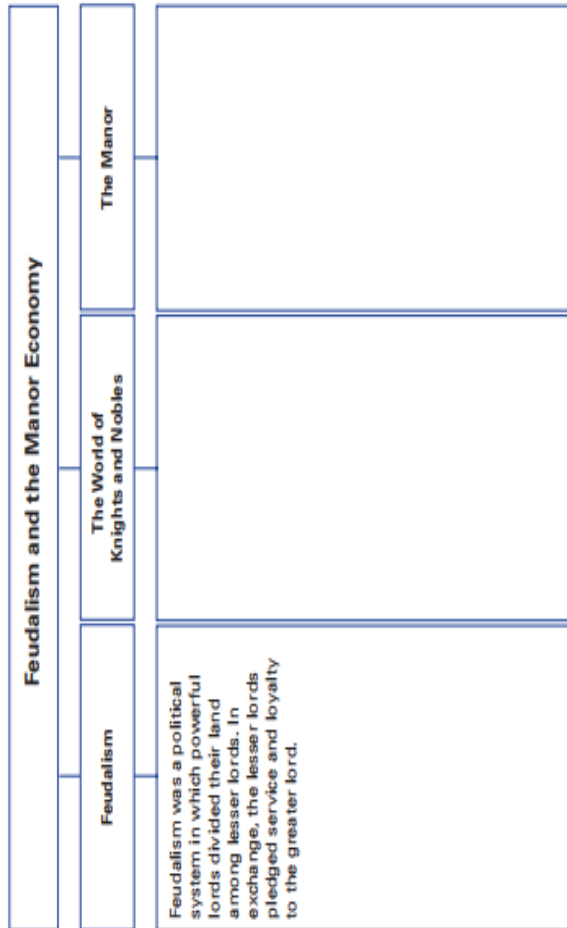 Feudalism and the Manor Economy
Feudalism
The World of
Knights and Nobles
The Manor
Feudalism was a political
system in which powerful
lords divided their land
among lesser lords. In
exchange, the lesser lords
pledged service and loyalty
to the greater lord.